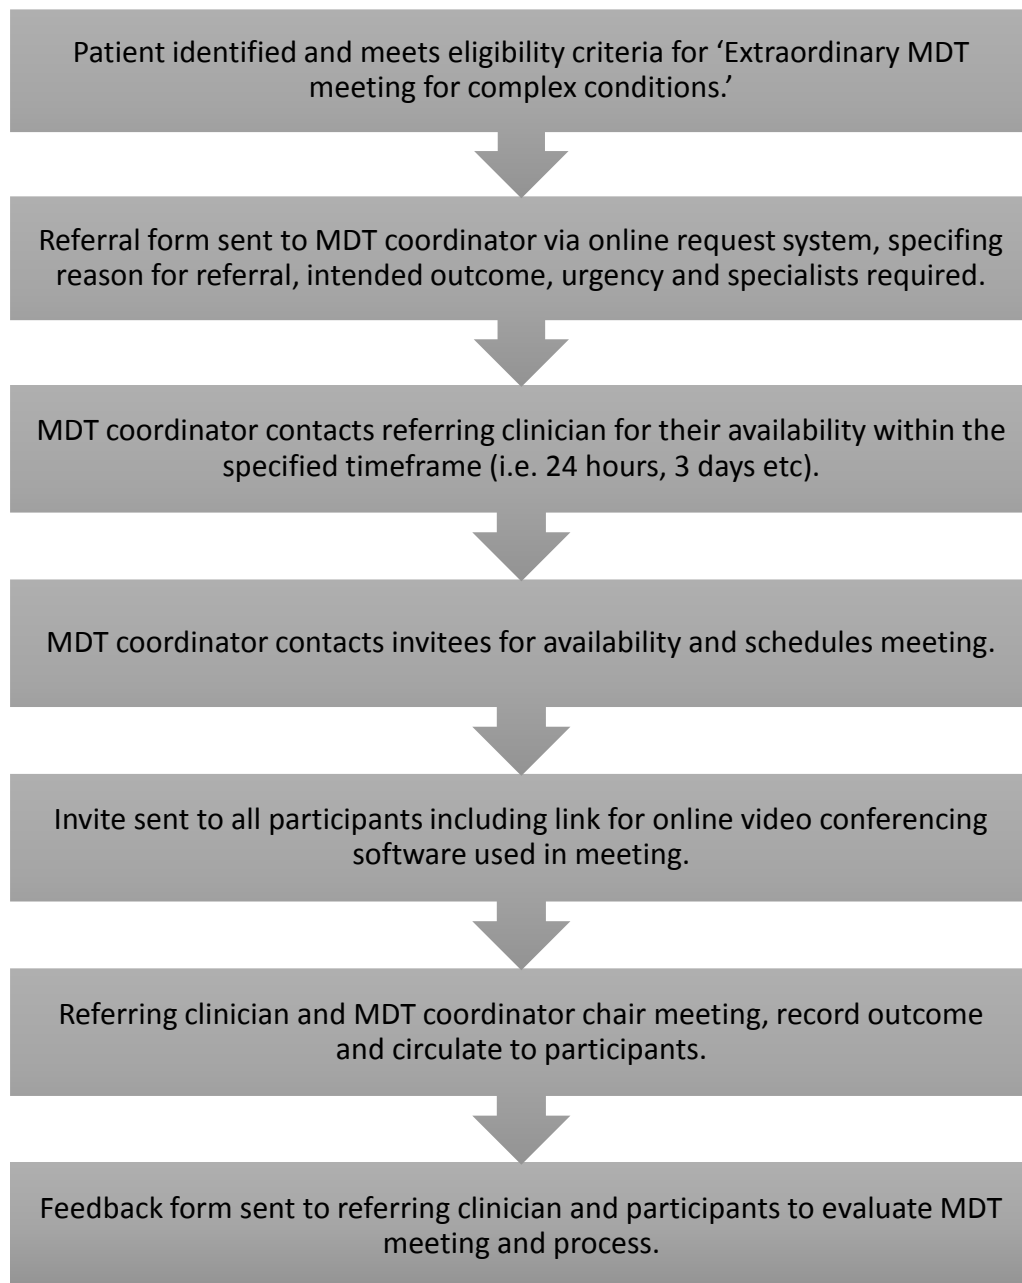 Patient identified and meets eligibility criteria for ‘Extraordinary MDT
meeting for complex conditions.’
Referral form sent to MDT coordinator via online request system, specifing
reason for referral, intended outcome, urgency and specialists required.
MDT coordinator contacts referring clinician for their availability within the
specified timeframe (i.e. 24 hours, 3 days etc).
MDT coordinator contacts invitees for availability and schedules meeting.
Invite sent to all participants including link for online video conferencing
software used in meeting.
Referring clinician and MDT coordinator chair meeting, record outcome
and circulate to participants.
Feedback form sent to referring clinician and participants to evaluate MDT
meeting and process.